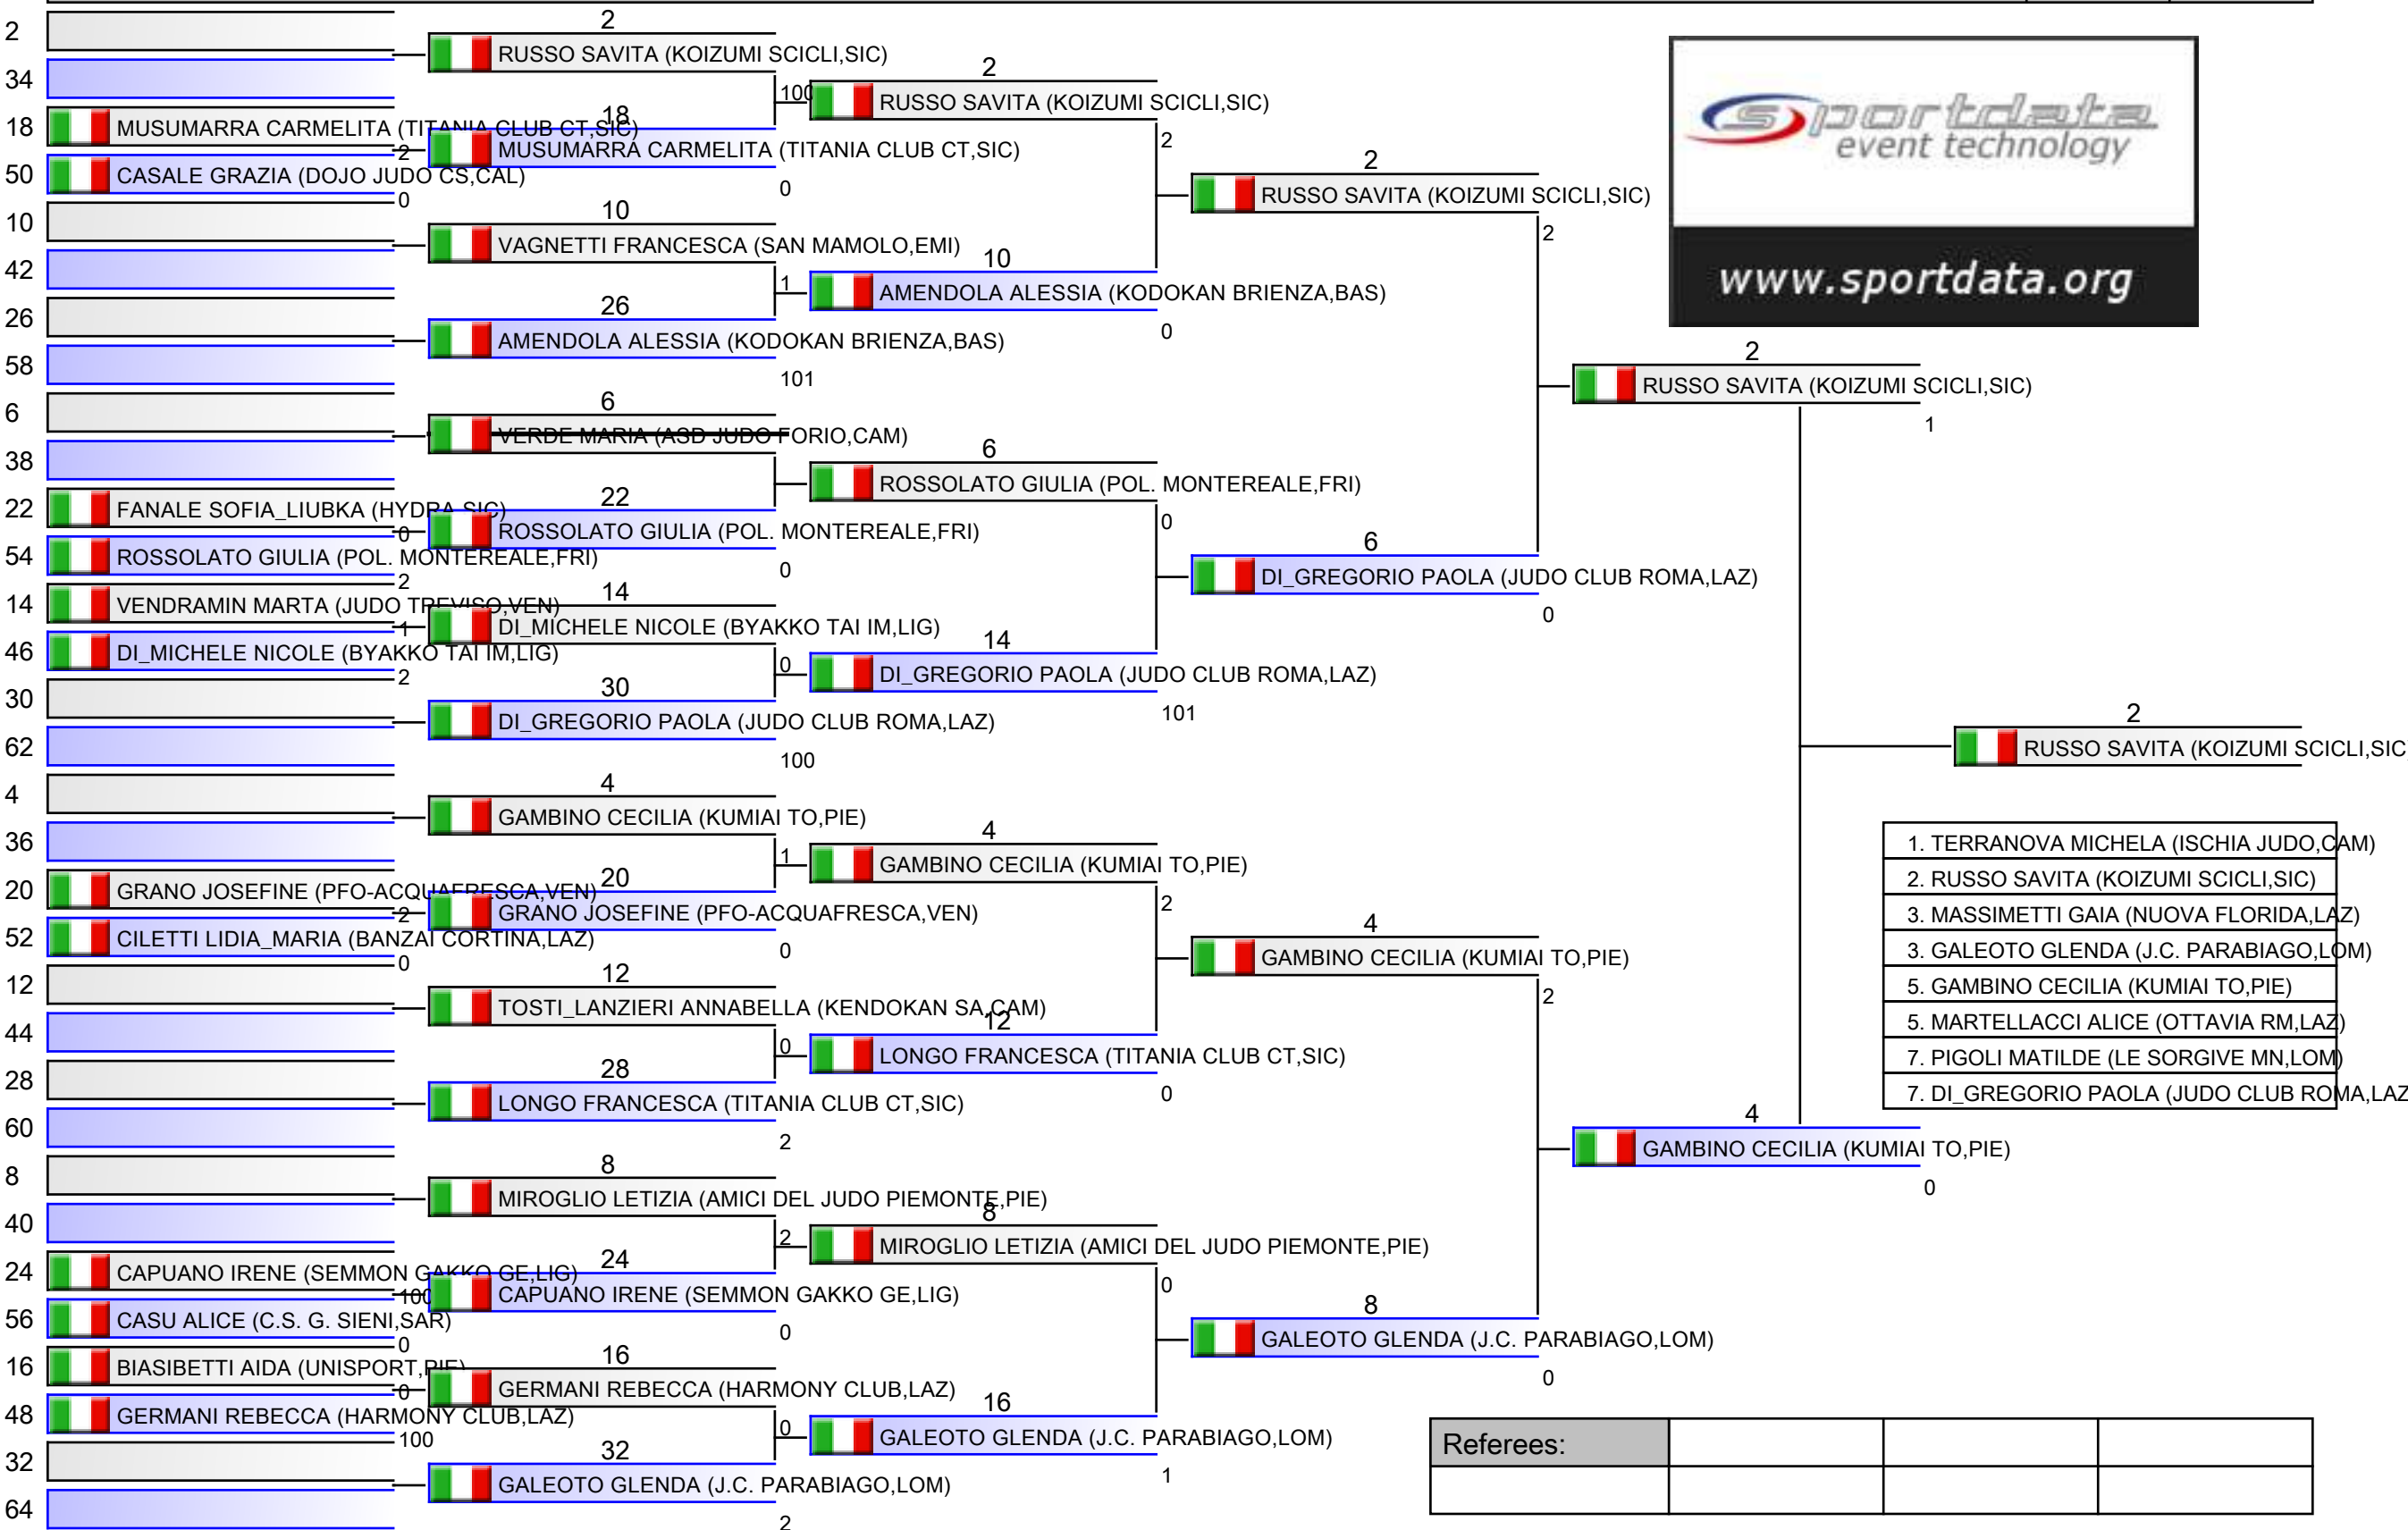 2
34
18 MUSUMARRA CARMELITA (TITANIA CLUB CT,SIC)
2
50 CASALE GRAZIA (DOJO JUDO CS,CAL)
0
10
42
26
58
6
38
22 FANALE SOFIA_LIUBKA (HYDRA,SIC)
0
54 ROSSOLATO GIULIA (POL. MONTEREALE,FRI)
2
14 VENDRAMIN MARTA (JUDO TREVISO,VEN)
1
46 DI_MICHELE NICOLE (BYAKKO TAI IM,LIG)
2
30
62
4
36
20 GRANO JOSEFINE (PFO-ACQUAFRESCA,VEN)
2
52 CILETTI LIDIA_MARIA (BANZAI CORTINA,LAZ)
0
12
44
28
60
8
40
24 CAPUANO IRENE (SEMMON GAKKO GE,LIG)
100
56 CASU ALICE (C.S. G. SIENI,SAR)
0
16 BIASIBETTI AIDA (UNISPORT,PIE)
0
48 GERMANI REBECCA (HARMONY CLUB,LAZ)
100
32
64
2
RUSSO SAVITA (KOIZUMI SCICLI,SIC)
100
18
MUSUMARRA CARMELITA (TITANIA CLUB CT,SIC)
0
10
VAGNETTI FRANCESCA (SAN MAMOLO,EMI)
1
26
AMENDOLA ALESSIA (KODOKAN BRIENZA,BAS)
101
6
VERDE MARIA (ASD JUDO FORIO,CAM)
22
ROSSOLATO GIULIA (POL. MONTEREALE,FRI)
0
14
DI_MICHELE NICOLE (BYAKKO TAI IM,LIG)
0
30
DI_GREGORIO PAOLA (JUDO CLUB ROMA,LAZ)
100
4
GAMBINO CECILIA (KUMIAI TO,PIE)
1
20
GRANO JOSEFINE (PFO-ACQUAFRESCA,VEN)
0
12
TOSTI_LANZIERI ANNABELLA (KENDOKAN SA,CAM)
0
28
LONGO FRANCESCA (TITANIA CLUB CT,SIC)
2
8
MIROGLIO LETIZIA (AMICI DEL JUDO PIEMONTE,PIE)
2
24
CAPUANO IRENE (SEMMON GAKKO GE,LIG)
0
16
GERMANI REBECCA (HARMONY CLUB,LAZ)
0
32
GALEOTO GLENDA (J.C. PARABIAGO,LOM)
2
2
RUSSO SAVITA (KOIZUMI SCICLI,SIC)
2
10
AMENDOLA ALESSIA (KODOKAN BRIENZA,BAS)
0
6
ROSSOLATO GIULIA (POL. MONTEREALE,FRI)
0
14
DI_GREGORIO PAOLA (JUDO CLUB ROMA,LAZ)
101
4
GAMBINO CECILIA (KUMIAI TO,PIE)
2
12
LONGO FRANCESCA (TITANIA CLUB CT,SIC)
0
8
MIROGLIO LETIZIA (AMICI DEL JUDO PIEMONTE,PIE)
0
16
GALEOTO GLENDA (J.C. PARABIAGO,LOM)
1
2
RUSSO SAVITA (KOIZUMI SCICLI,SIC)
2
6
DI_GREGORIO PAOLA (JUDO CLUB ROMA,LAZ)
0
4
GAMBINO CECILIA (KUMIAI TO,PIE)
2
8
GALEOTO GLENDA (J.C. PARABIAGO,LOM)
0
sportdata
event technology
www.sportdata.org
2
RUSSO SAVITA (KOIZUMI SCICLI,SIC)
1
4
GAMBINO CECILIA (KUMIAI TO,PIE)
0
2
RUSSO SAVITA (KOIZUMI SCICLI,SIC
1. TERRANOVA MICHELA (ISCHIA JUDO,CAM)
2. RUSSO SAVITA (KOIZUMI SCICLI,SIC)
3. MASSIMETTI GAIA (NUOVA FLORIDA,LAZ)
3. GALEOTO GLENDA (J.C. PARABIAGO,LOM)
5. GAMBINO CECILIA (KUMIAI TO,PIE)
5. MARTELLACCI ALICE (OTTAVIA RM,LAZ)
7. PIGOLI MATILDE (LE SORGIVE MN,LOM)
7. DI_GREGORIO PAOLA (JUDO CLUB ROMA,LAZ
Referees: